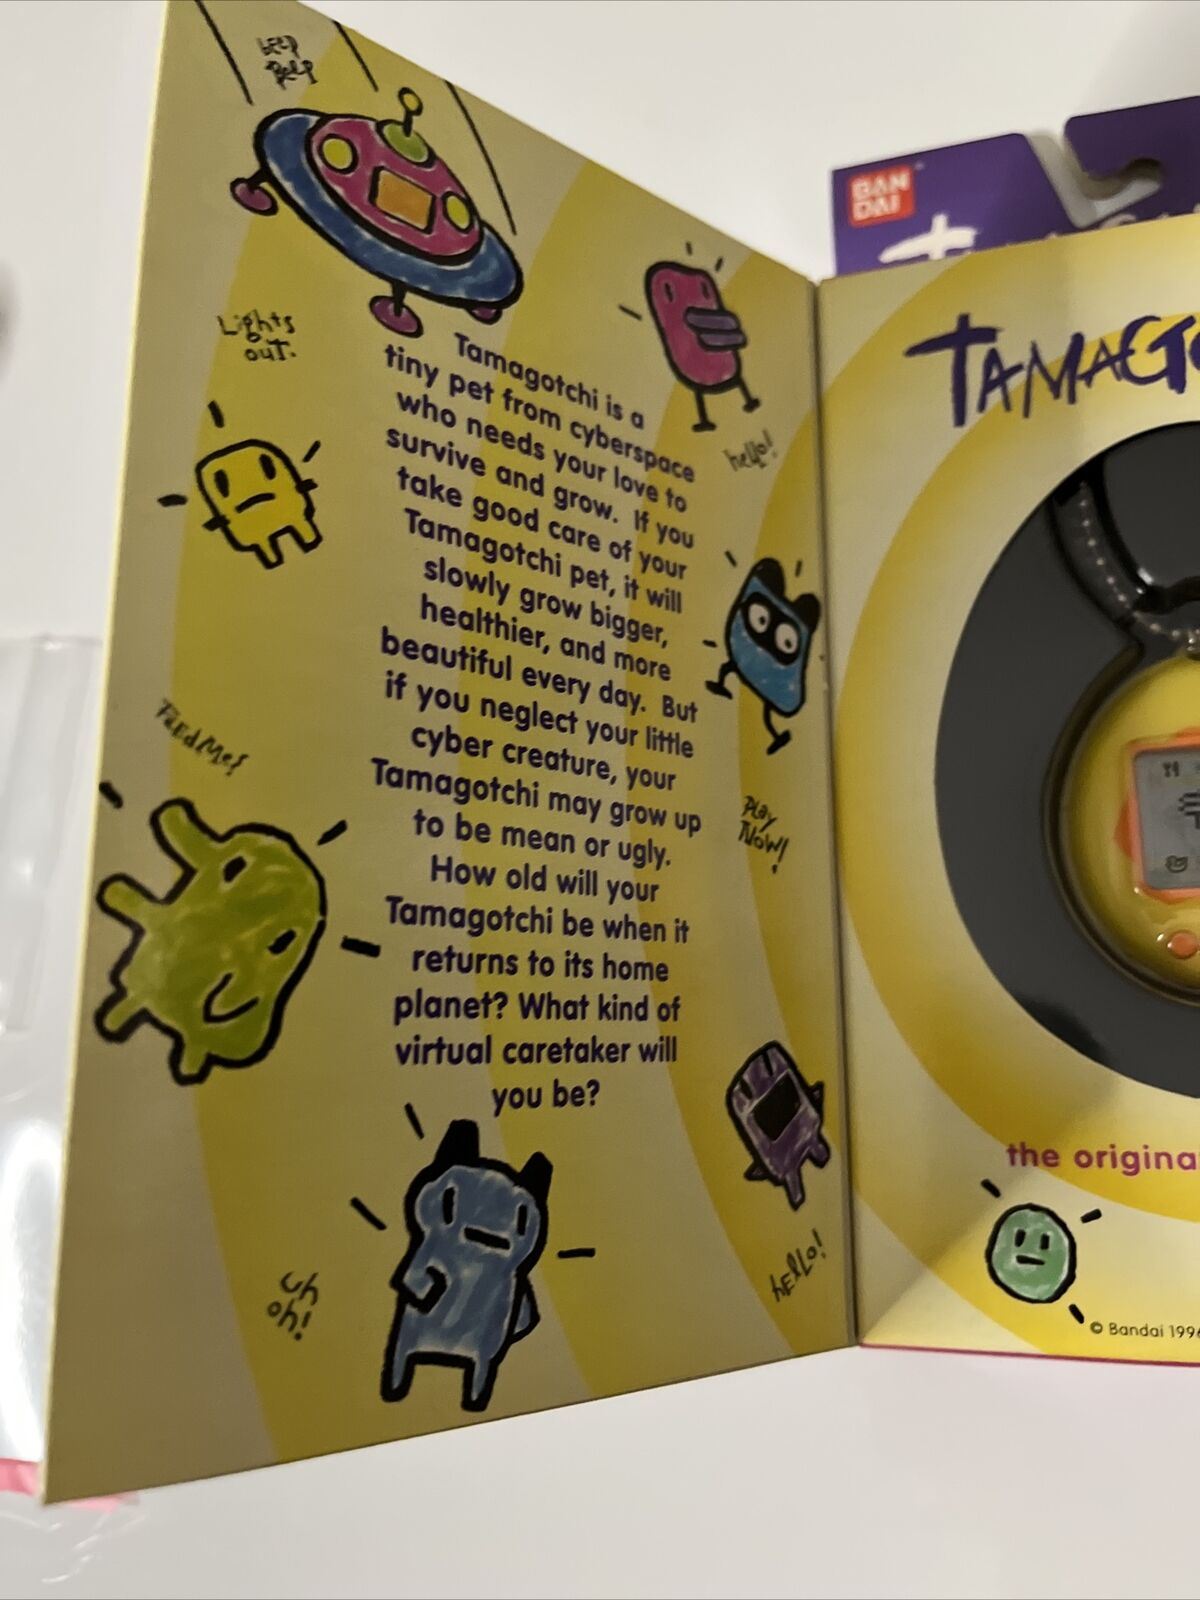 beep
Beep
Lights
out.
Tamagotchi is a
tiny pet from cyberspace
who needs your love to
survive and grow. If you
take good care of your
Tamagotchi pet, it will
slowly grow bigger,
healthier, and more
beautiful every day. But
if you neglect your little
cyber creature, your
Tamagotchi may grow up
to be mean or ugly.
How old will your
Tamagotchi be when it
returns to its home
planet? What kind of
virtual caretaker will
you be?
hello!
FeedMe!
Play
Now!
uh
oh!
hELLo!
BAN
DAI
TAMAGO
the origina
© Bandai 1996